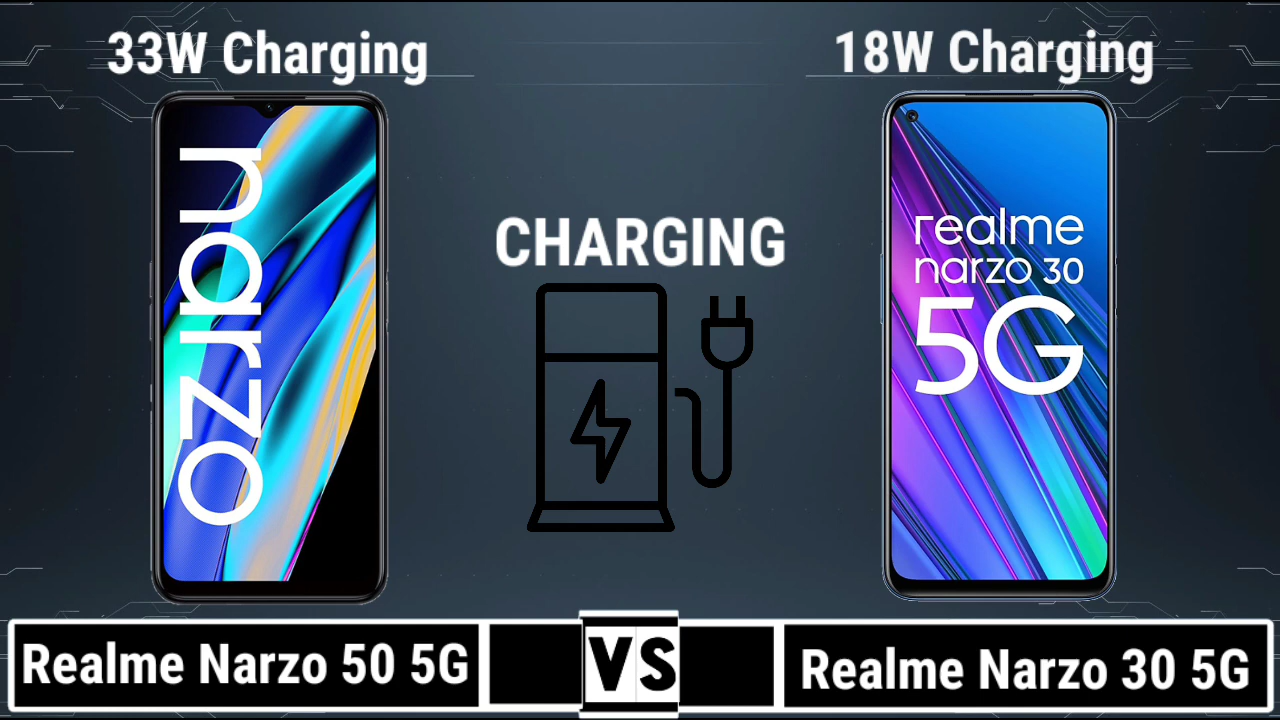 33W Charging
18W Charging
narzo
CHARGING
realme
narzo 30
5G
Realme Narzo 50 5G
VS
Realme Narzo 30 5G